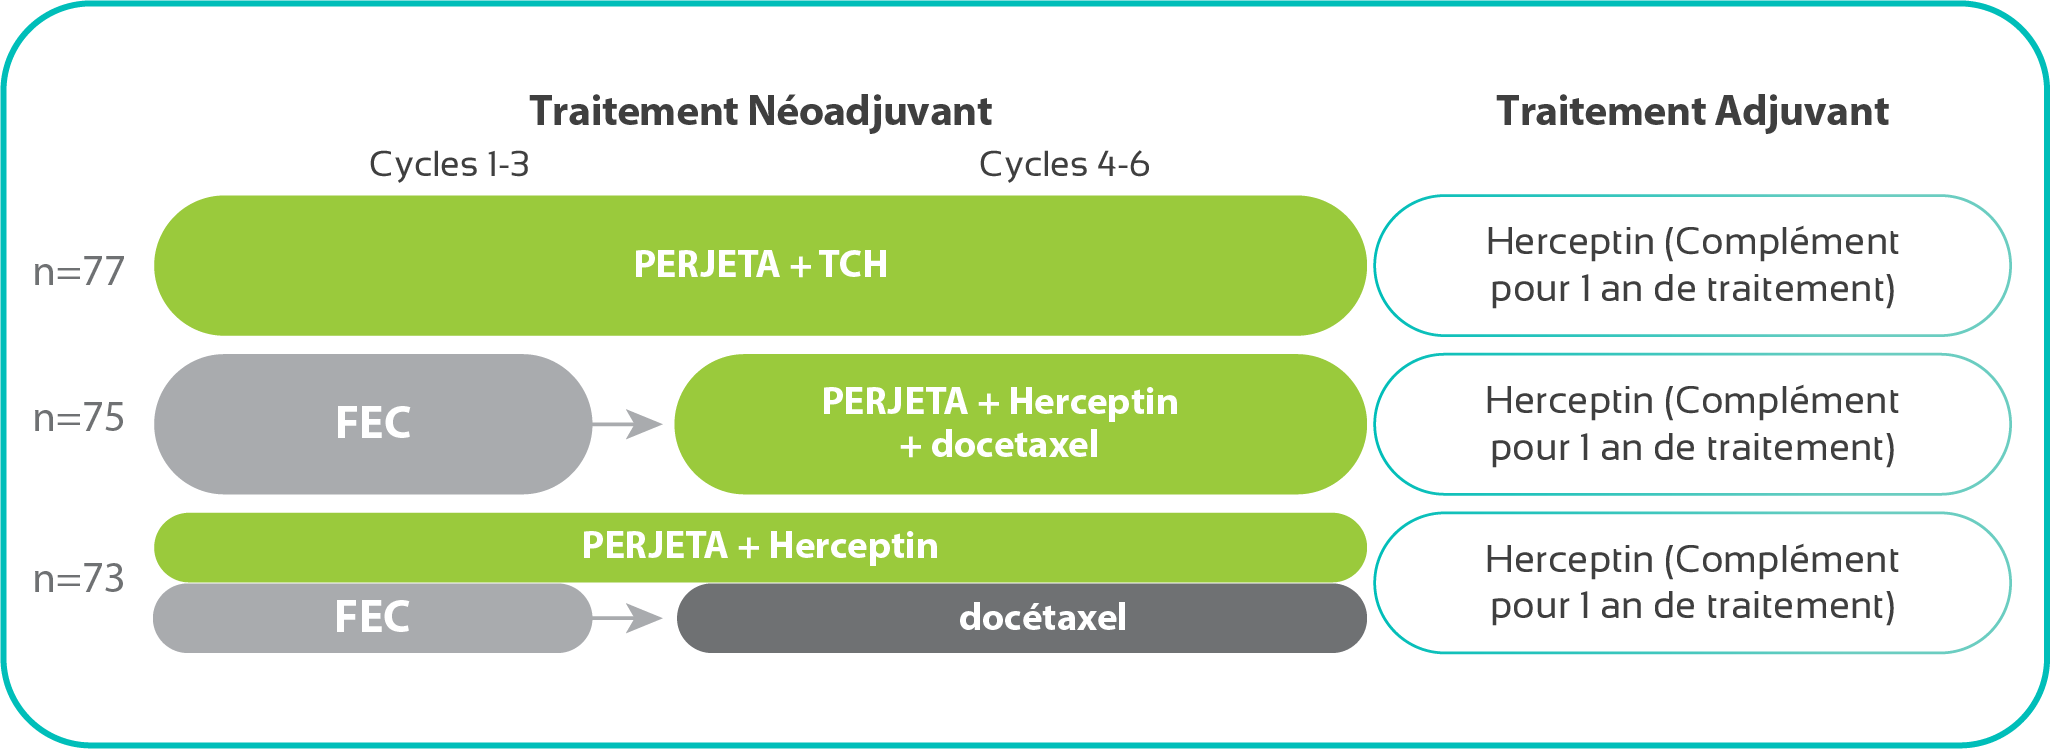 Traitement Néoadjuvant
Traitement Adjuvant
Cycles 1-3
Cycles 4-6
n=77
PERJETA + TCH
Herceptin (Complément
pour 1 an de traitement)
n=75
FEC
PERJETA + Herceptin
+ docetaxel
Herceptin (Complément
pour 1 an de traitement)
n=73
PERJETA + Herceptin
FEC
docétaxel
Herceptin (Complément
pour 1 an de traitement)